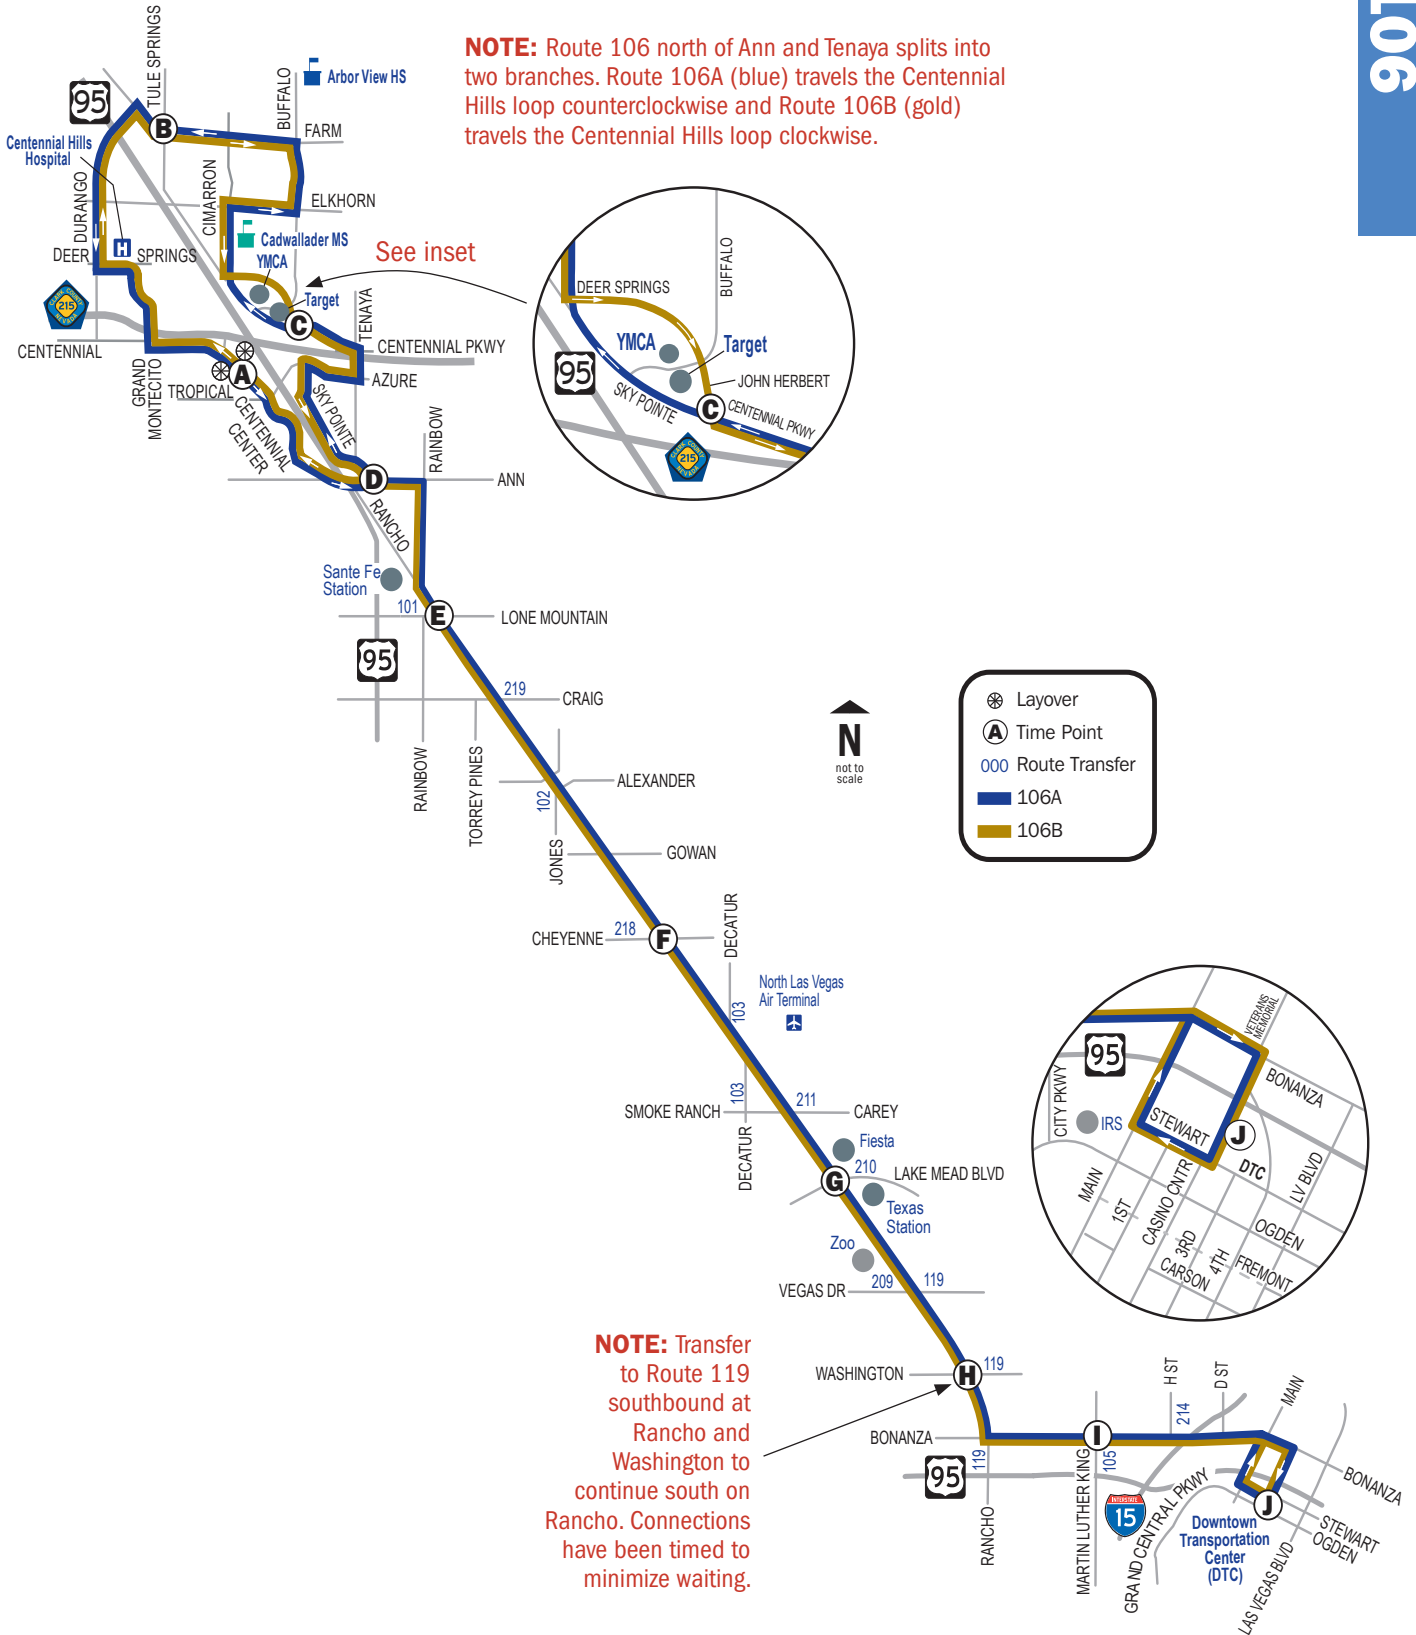 106
NOTE: Route 106 north of Ann and Tenaya splits into
two branches. Route 106A (blue) travels the Centennial
Hills loop counterclockwise and Route 106B (gold)
travels the Centennial Hills loop clockwise.
TULE SPRINGS
BUFFALO
Arbor View HS
95
B
FARM
Centennial Hills
Hospital
DURANGO
CIMARRON
ELKHORN
H
DEER
SPRINGS
Cadwallader MS
YMCA
Target
C
See inset
CLARK COUNTY
215
NEVADA
TENAYA
CENTENNIAL
CENTENNIAL PKWY
GRAND
MONTECITO
TROPICAL
A
AZURE
CENTENNIAL
CENTER
SKY POINTE
RAINBOW
D
ANN
RANCHO
DEER SPRINGS
BUFFALO
YMCA
Target
95
SKY POINTE
JOHN HERBERT
C
CENTENNIAL PKWY
CLARK COUNTY
215
NEVADA
Sante Fe
Station
101
E
LONE MOUNTAIN
95
219
CRAIG
RAINBOW
TORREY PINES
ALEXANDER
102
JONES
GOWAN
N
not to
scale
Layover
A Time Point
000 Route Transfer
106A
106B
CHEYENNE
218
F
DECATUR
103
North Las Vegas
Air Terminal
SMOKE RANCH
103
211
CAREY
DECATUR
Fiesta
G
210
LAKE MEAD BLVD
Texas
Station
Zoo
VEGAS DR
209
119
VETERANS
MEMORIAL
95
CITY PKWY
BONANZA
IRS
STEWART
J
DTC
LV BLVD
MAIN
1ST
CASINO CNTR
3RD
4TH
OGDEN
CARSON
FREMONT
NOTE: Transfer
to Route 119
southbound at
Rancho and
Washington to
continue south on
Rancho. Connections
have been timed to
minimize waiting.
WASHINGTON
H
119
BONANZA
119
95
RANCHO
I
105
MARTIN LUTHER KING
H ST
214
D ST
MAIN
INTERSTATE
15
GRAND CENTRAL PKWY
J
Downtown
Transportation
Center
(DTC)
BONANZA
STEWART
OGDEN
LAS VEGAS BLVD